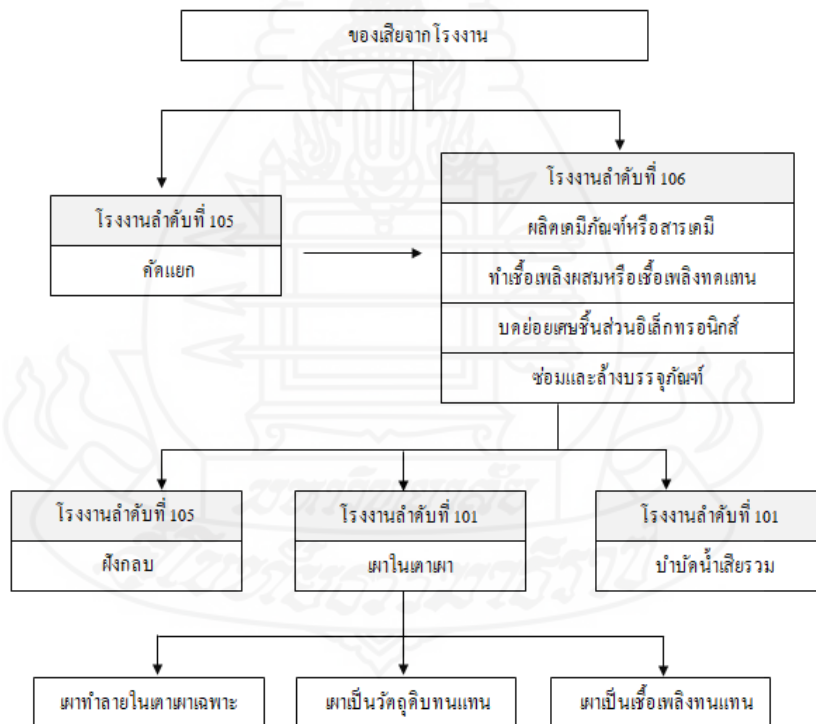 ของเสียจากโรงงาน
โรงงานลำดับที่ 105
คัดแยก
โรงงานลำดับที่ 106
ผลิตเคมีภัณฑ์หรือสารเคมี
ทำเชื้อเพลิงผสมหรือเชื้อเพลิงทดแทน
บดย่อยเศษชิ้นส่วนอิเล็กทรอนิกส์
ซ่อมและล้างบรรจุภัณฑ์
โรงงานลำดับที่ 105
ฝังกลบ
โรงงานลำดับที่ 101
เผาในเตาเผา
โรงงานลำดับที่ 101
บำบัดน้ำเสียรวม
เผาทำลายในเตาเผาเฉพาะ
เผาเป็นวัตถุดิบทนแทน
เผาเป็นเชื้อเพลิงทนแทน